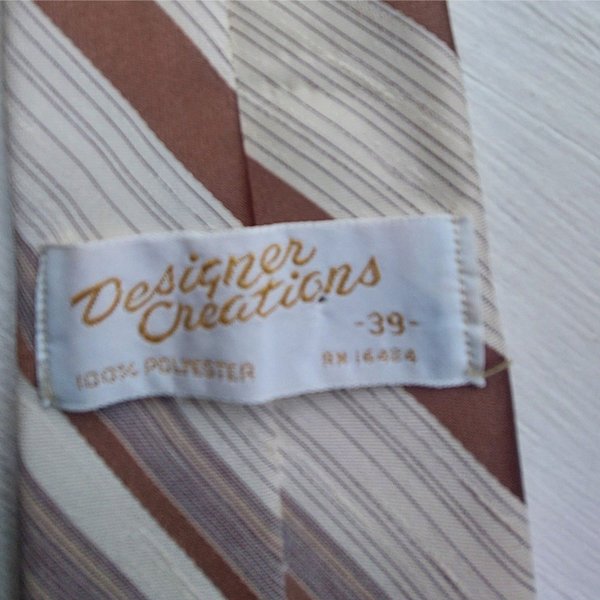 Designer
Creations
-39-
100% POLYESTER RN 16484